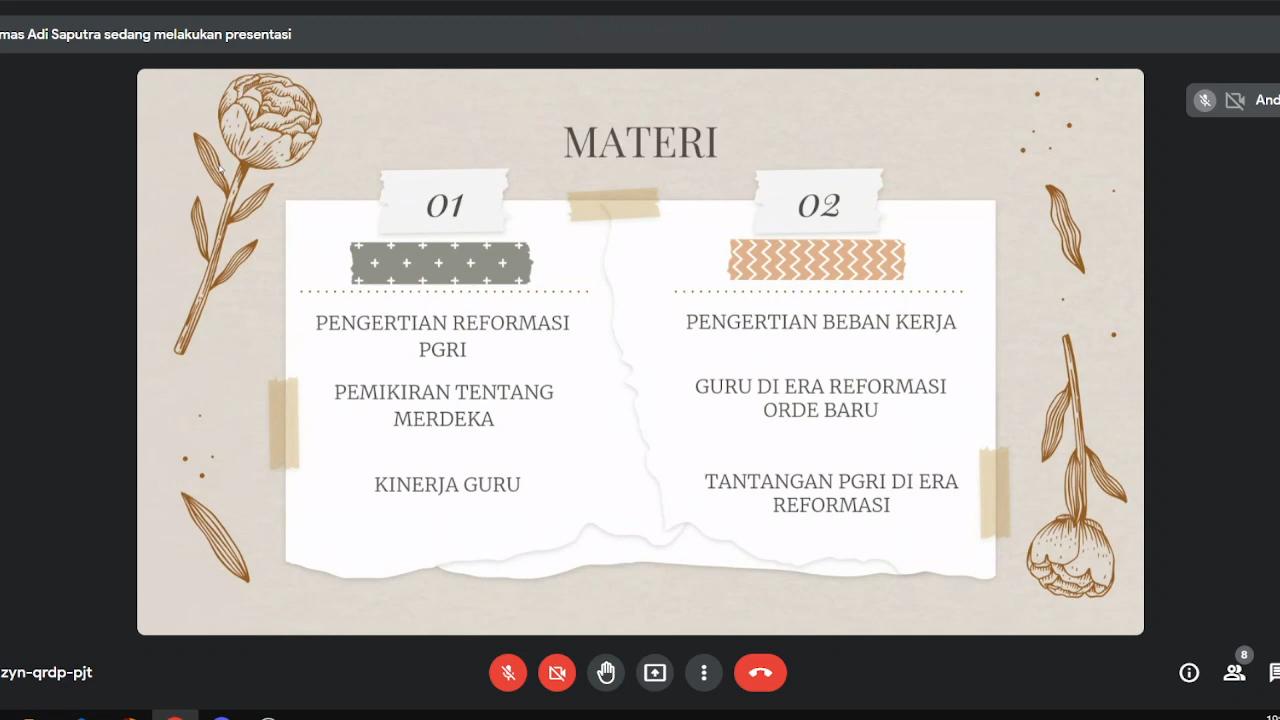 mas Adi Saputra sedang melakukan presentasi
And
MATERI
01
PENGERTIAN REFORMASI
PGRI
PEMIKIRAN TENTANG
MERDEKA
KINERJA GURU
02
PENGERTIAN BEBAN KERJA
GURU DI ERA REFORMASI
ORDE BARU
TANTANGAN PGRI DI ERA
REFORMASI
zyn-qrdp-pjt
8